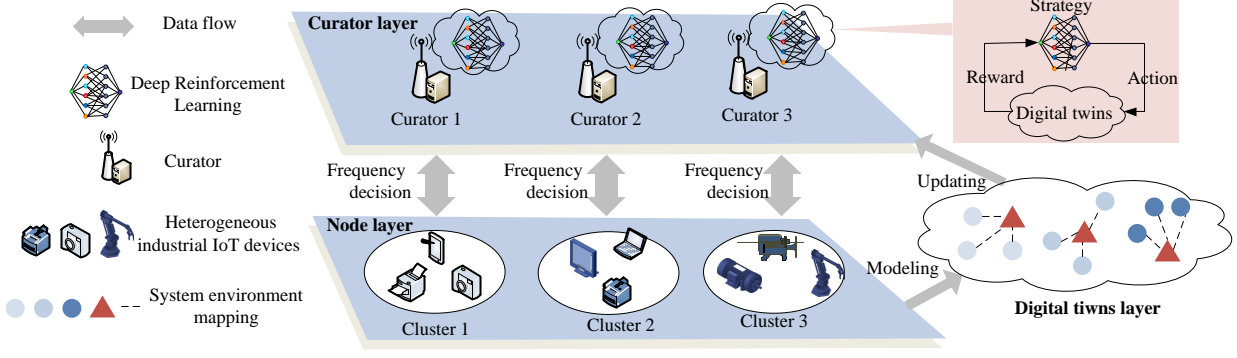 Data flow
Deep Reinforcement
Learning
Curator
Heterogeneous
industrial IoT devices
System environment
mapping
Curator layer
Curator 1
Curator 2
Curator 3
Frequency
decision
Frequency
decision
Frequency
decision
Node layer
Cluster 1
Cluster 2
Cluster 3
Strategy
Reward
Action
Digital twins
Updating
Modeling
Digital tiwns layer